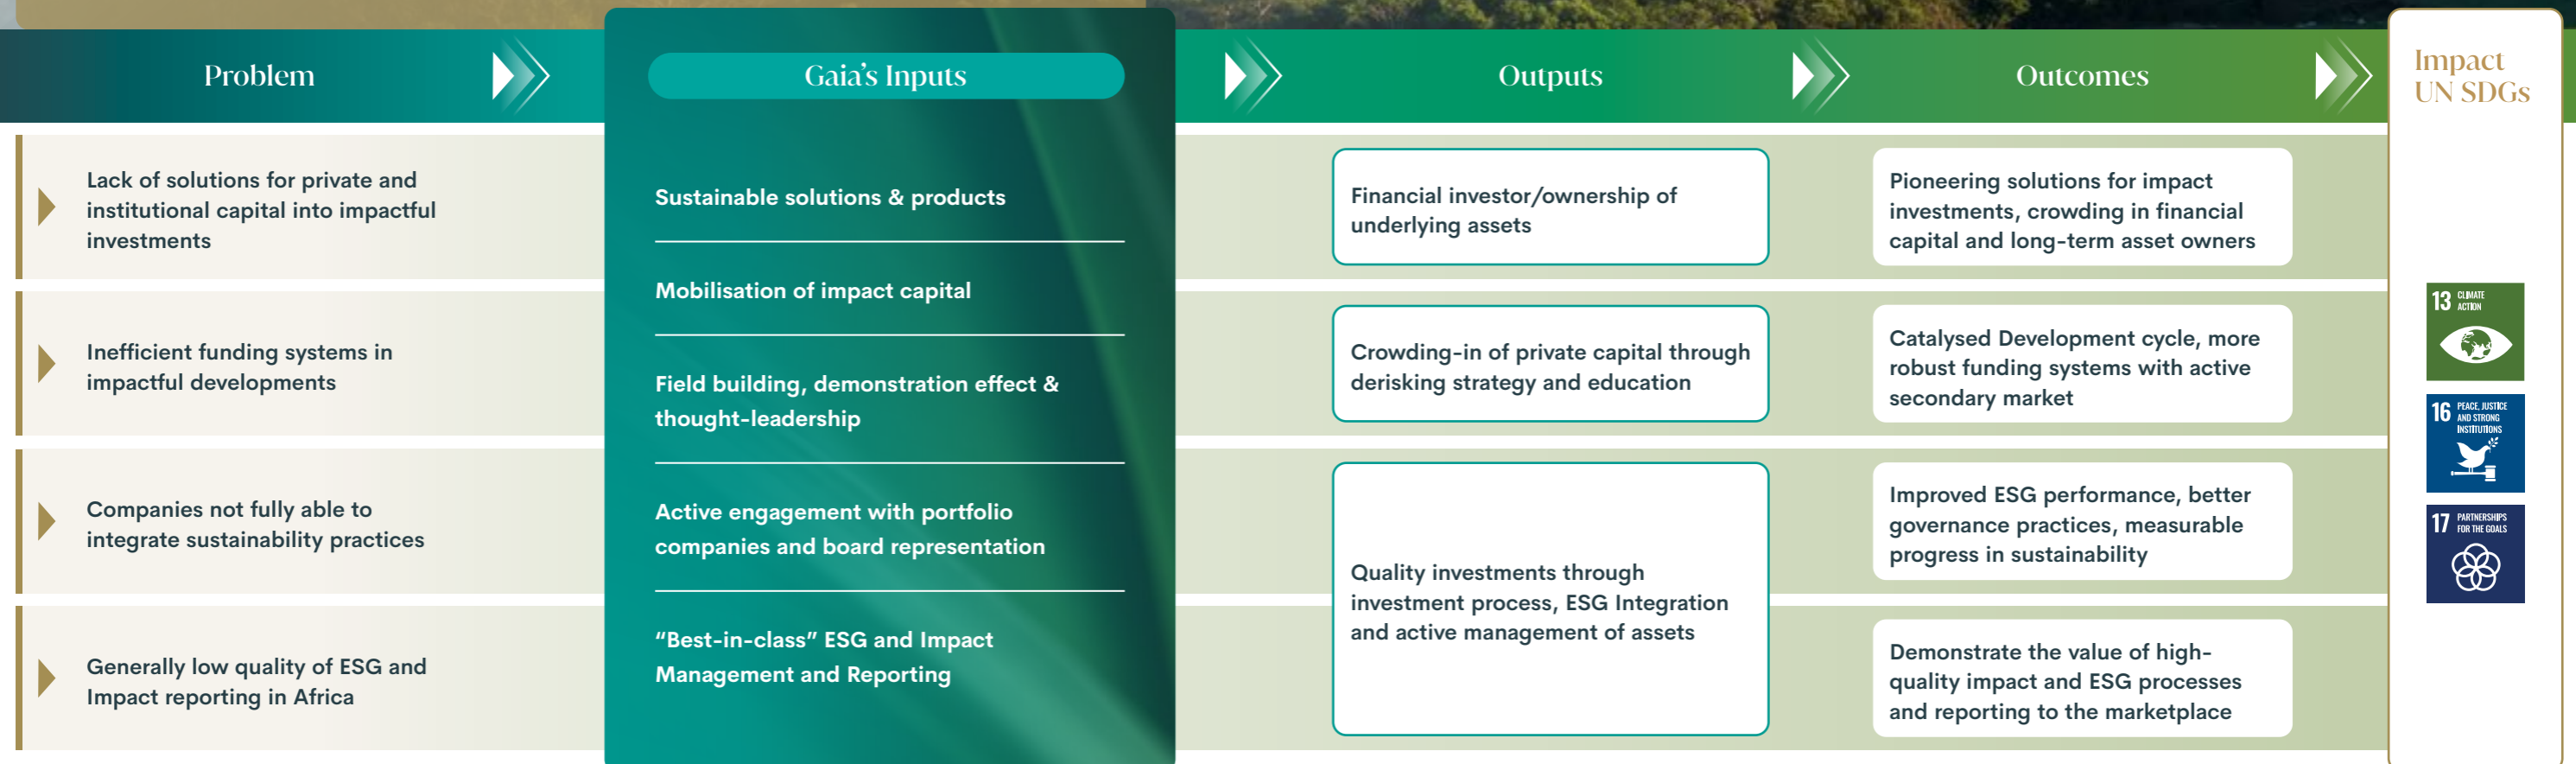 Problem
Gaia's Inputs
Outputs
Outcomes
Impact
UN SDGs
Lack of solutions for private and
institutional capital into impactful
investments
Inefficient funding systems in
impactful developments
Companies not fully able to
integrate sustainability practices
Generally low quality of ESG and
Impact reporting in Africa
Sustainable solutions & products
Mobilisation of impact capital
Field building, demonstration effect &
thought-leadership
Active engagement with portfolio
companies and board representation
“Best-in-class” ESG and Impact
Management and Reporting
Financial investor/ownership of
underlying assets
Crowding-in of private capital through
derisking strategy and education
Quality investments through
investment process, ESG Integration
and active management of assets
Pioneering solutions for impact
investments, crowding in financial
capital and long-term asset owners
Catalysed Development cycle, more
robust funding systems with active
secondary market
Improved ESG performance, better
governance practices, measurable
progress in sustainability
Demonstrate the value of high-
quality impact and ESG processes
and reporting to the marketplace
13 CLIMATE
ACTION
16 PEACE, JUSTICE
AND STRONG
INSTITUTIONS
17 PARTNERSHIPS
FOR THE GOALS